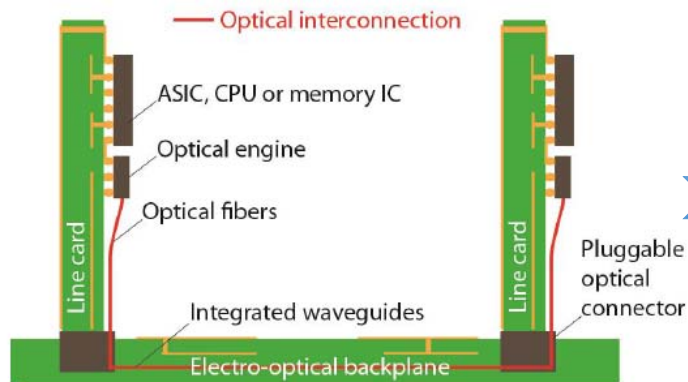 Optical interconnection
ASIC, CPU or memory IC
Optical engine
Optical fibers
Line card
Line card
Pluggable
optical
connector
Integrated waveguides
Electro-optical backplane